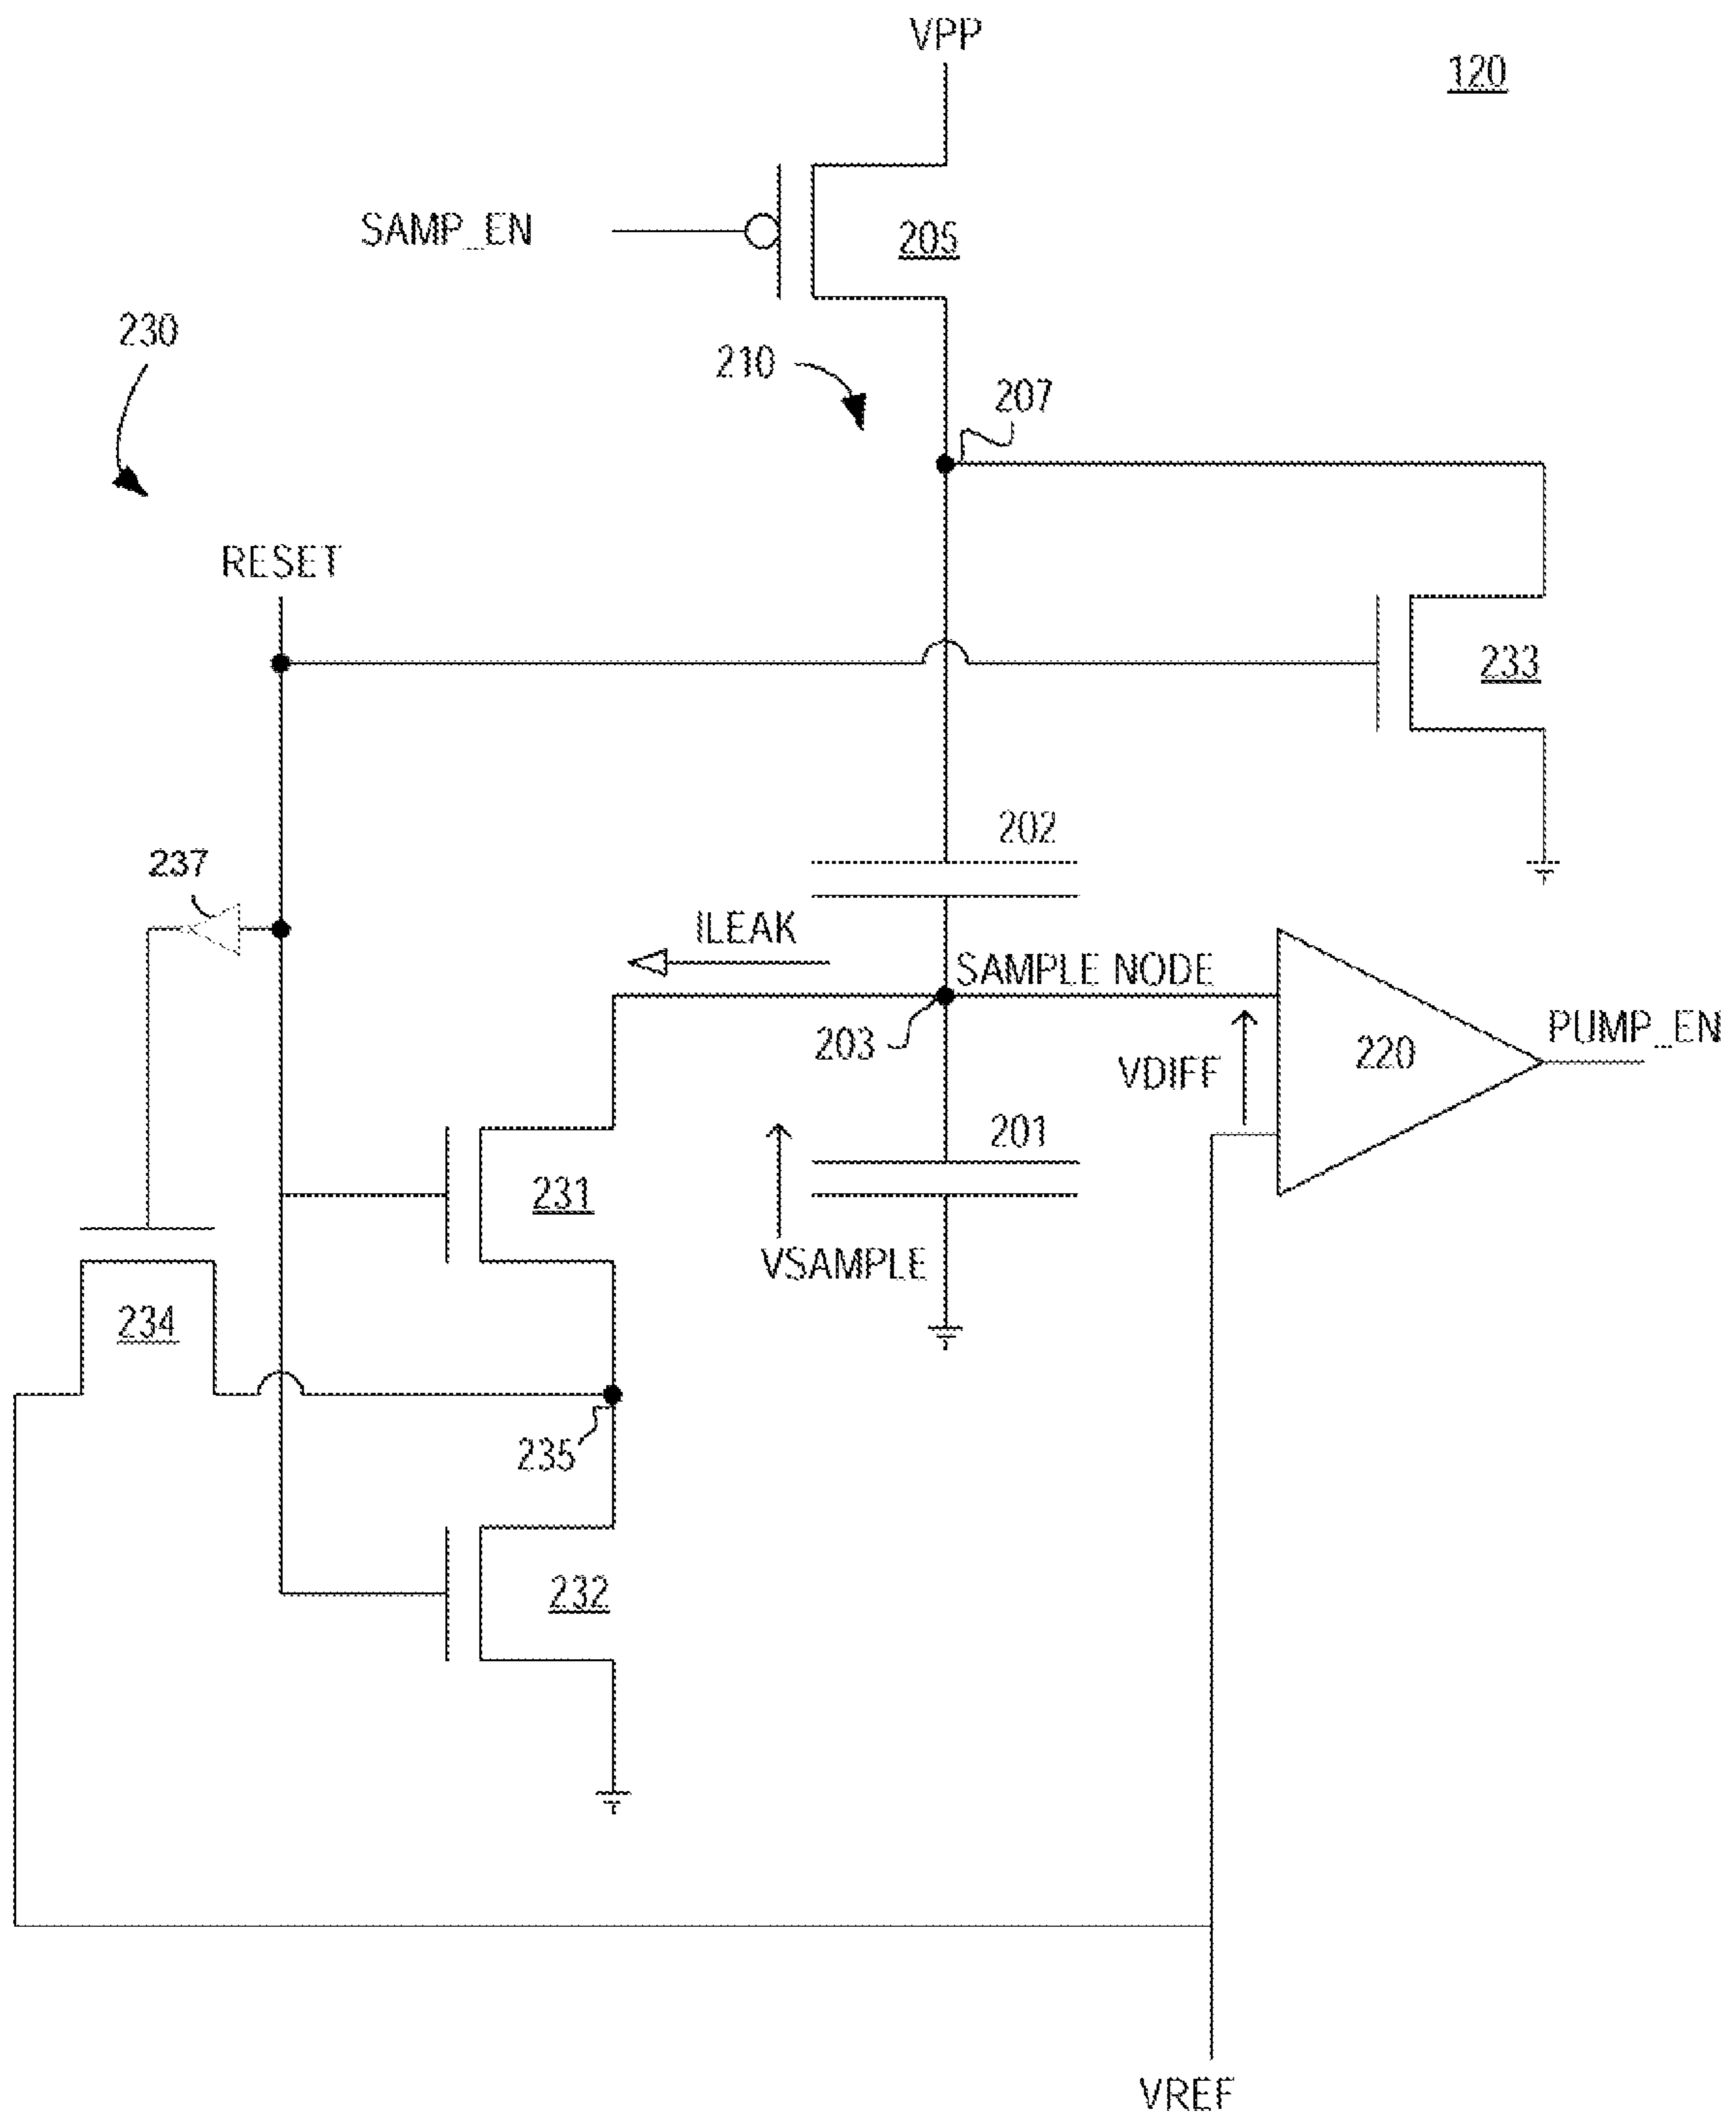 VPP
120
SAMP_EN
205
230
210
207
RESET
233
202
237
ILEAK
SAMPLE NODE
203
220
PUMP_EN
VDIFF
201
231
VSAMPLE
234
235
232
VREF